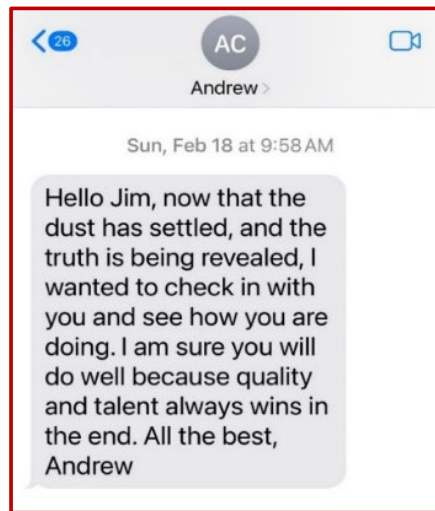 26
AC
Andrew >
Sun, Feb 18 at 9:58 AM
Hello Jim, now that the
dust has settled, and the
truth is being revealed, I
wanted to check in with
you and see how you are
doing. I am sure you will
do well because quality
and talent always wins in
the end. All the best,
Andrew